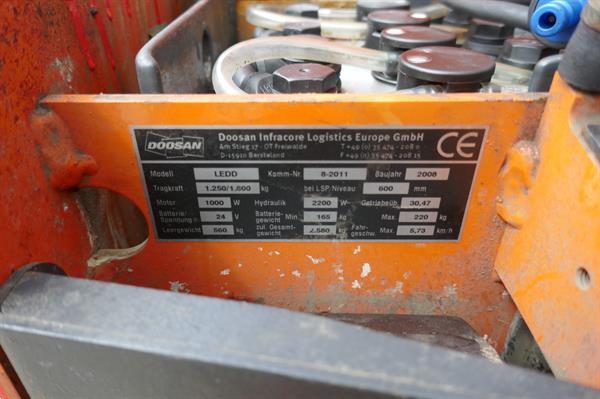 DOOSAN
Doosan Infracore Logistics Europe GmbH
Am Stieg 17 - OT Freiwalde T +49 (0) 35 474 - 208 0
D-15910 Bersteland F +49 (0) 35 474 - 208 15
CE
Modell LEDD Komm-Nr. 8-2011 Baujahr 2008
Tragkraft 1.250/1.800 kg bei LSP/Niveau 600 mm
Motor 1000 W Hydraulik 2200 W Getriebeüb 30,47
Batterie/ Spannung = 24 V Batterie- gewicht Min. 165 kg Max. 220 kg
Leergewicht 560 kg zul. Gesamt- gewicht 2.580 kg Fahr- geschw. Max. 5,73 km/h